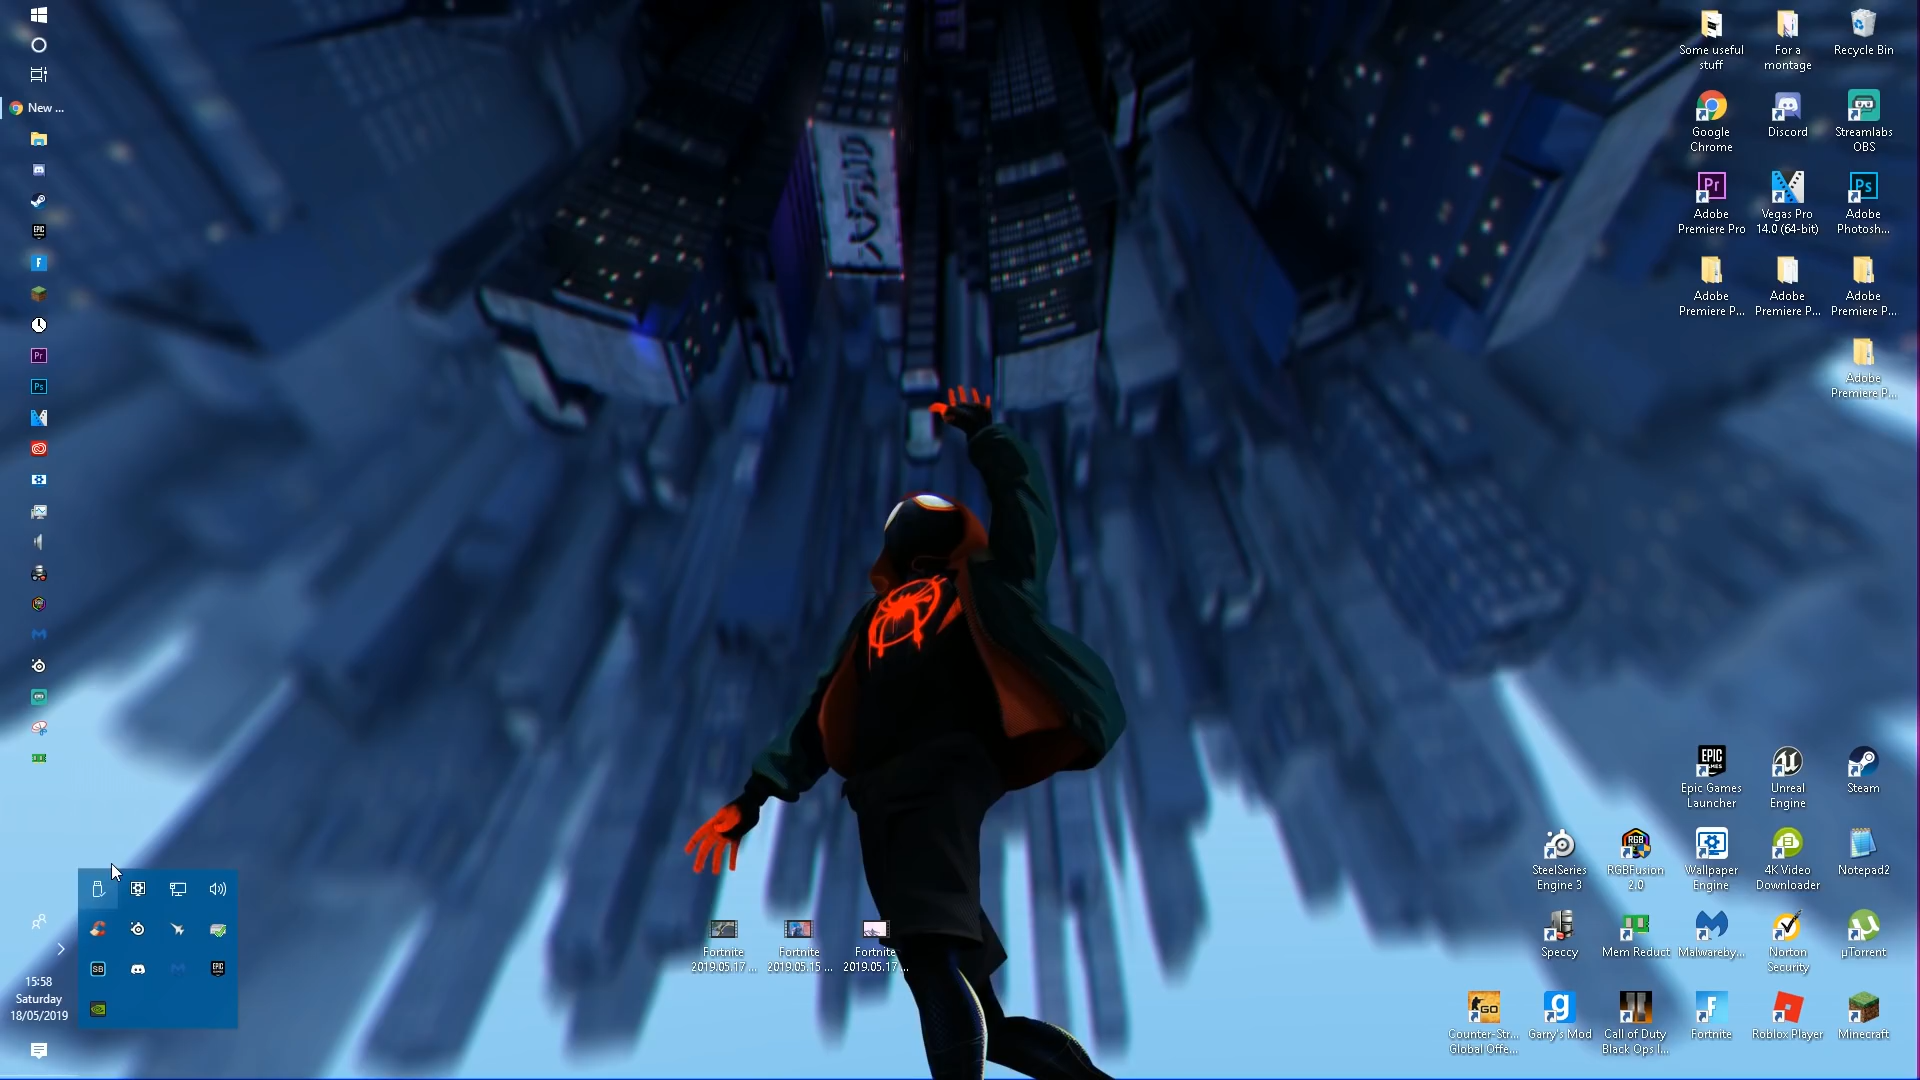 New ...
15:58
Saturday
18/05/2019
Some useful
stuff
For a
montage
Recycle Bin
Google
Chrome
Discord
Streamlabs
OBS
Adobe
Premiere Pro
Vegas Pro
14.0 (64-bit)
Adobe
Photosh...
Adobe
Premiere P...
Adobe
Premiere P...
Adobe
Premiere P...
Adobe
Premiere P...
Epic Games
Launcher
Unreal
Engine
Steam
SteelSeries
Engine 3
RGBFusion
2.0
Wallpaper
Engine
4K Video
Downloader
Notepad2
Speccy
Mem Reduct
Malwareby...
Norton
Security
µTorrent
Counter-Str...
Global Offe...
Garry's Mod
Call of Duty
Black Ops I...
Fortnite
Roblox Player
Minecraft
Fortnite
2019.05.17 ...
Fortnite
2019.05.15 ...
Fortnite
2019.05.17 ...